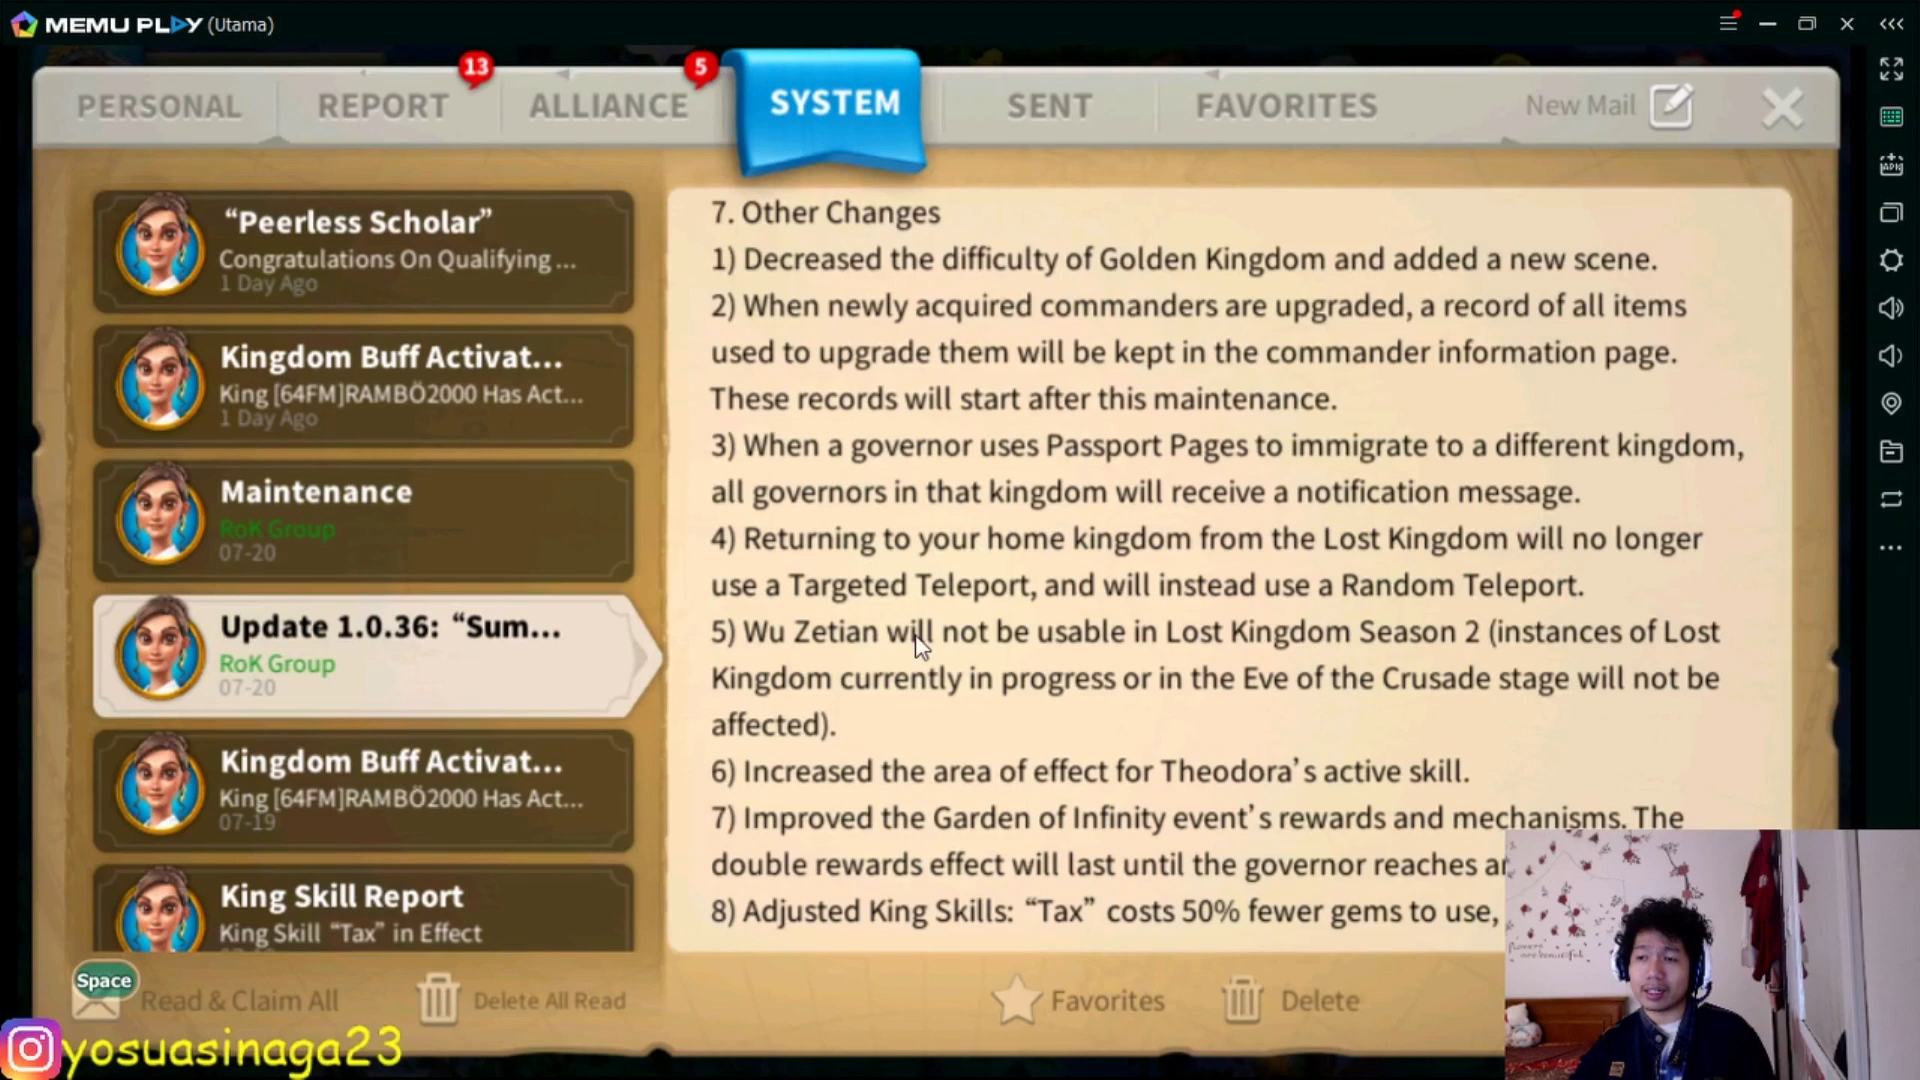 MEMU PLAY (Utama)
PERSONAL
REPORT
13
ALLIANCE
5
SYSTEM
SENT
FAVORITES
New Mail
"Peerless Scholar"
Congratulations On Qualifying ...
1 Day Ago
Kingdom Buff Activat...
King [64FM]RAMBÖ2000 Has Act...
1 Day Ago
Maintenance
RoK Group
07-20
Update 1.0.36: "Sum...
RoK Group
07-20
Kingdom Buff Activat...
King [64FM]RAMBÖ2000 Has Act...
07-19
King Skill Report
King Skill "Tax" in Effect
7. Other Changes
1) Decreased the difficulty of Golden Kingdom and added a new scene.
2) When newly acquired commanders are upgraded, a record of all items
used to upgrade them will be kept in the commander information page.
These records will start after this maintenance.
3) When a governor uses Passport Pages to immigrate to a different kingdom,
all governors in that kingdom will receive a notification message.
4) Returning to your home kingdom from the Lost Kingdom will no longer
use a Targeted Teleport, and will instead use a Random Teleport.
5) Wu Zetian will not be usable in Lost Kingdom Season 2 (instances of Lost
Kingdom currently in progress or in the Eve of the Crusade stage will not be
affected).
6) Increased the area of effect for Theodora's active skill.
7) Improved the Garden of Infinity event's rewards and mechanisms. The
double rewards effect will last until the governor reaches
8) Adjusted King Skills: "Tax" costs 50% fewer gems to use,
Space
Read & Claim All
Delete All Read
Favorites
Delete
yosuasinaga23